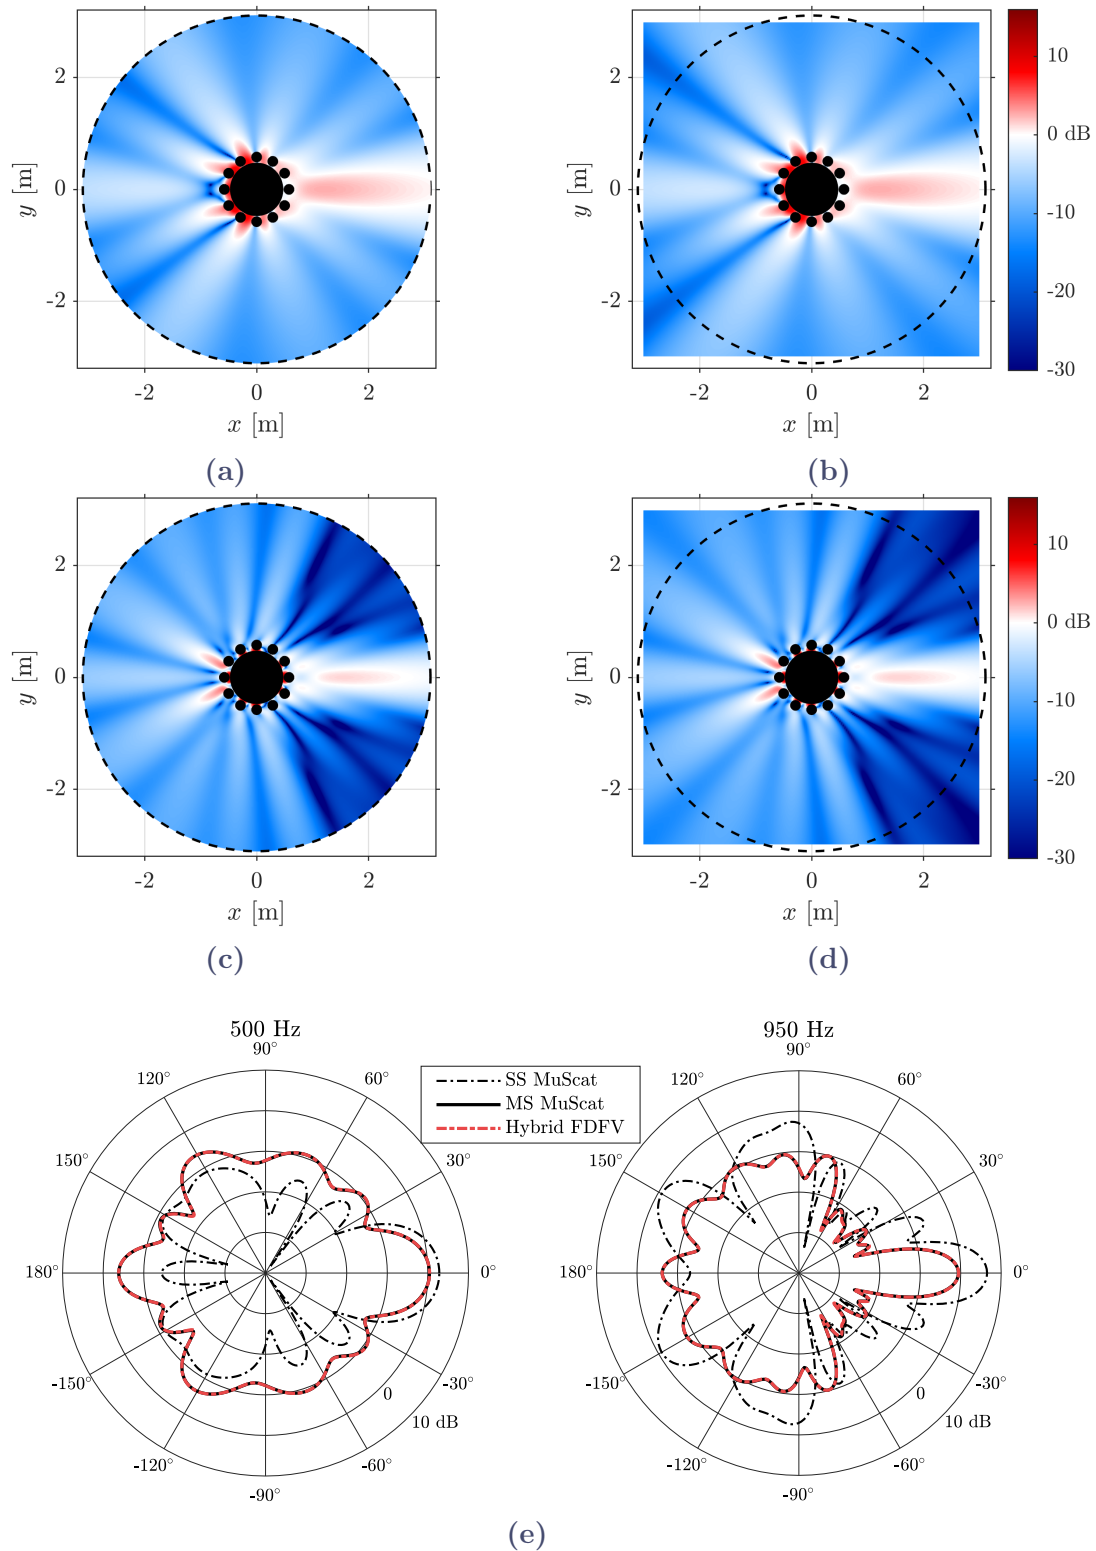 2
0
-2
y [m]
-2
0
2
x [m]
(a)
2
0
-2
y [m]
-2
0
2
x [m]
10
0 dB
-10
-20
-30
(b)
2
0
-2
y [m]
-2
0
2
x [m]
(c)
2
0
-2
y [m]
-2
0
2
x [m]
10
0 dB
-10
-20
-30
(d)
500 Hz
90°
120°
60°
150°
30°
180°
0°
-150°
-30°
-120°
-60°
-90°
0
10 dB
SS MuScat
MS MuScat
Hybrid FDFV
950 Hz
90°
120°
60°
150°
30°
180°
0°
-150°
-30°
-120°
-60°
-90°
0
10 dB
(e)